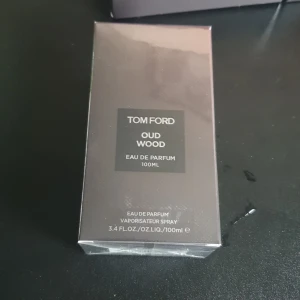 TOM FORD
OUD
WOOD
EAU DE PARFUM
100ML
EAU DE PARFUM
VAPORISATEUR SPRAY
3.4 FL.OZ./OZ.LIQ./100ml ℮